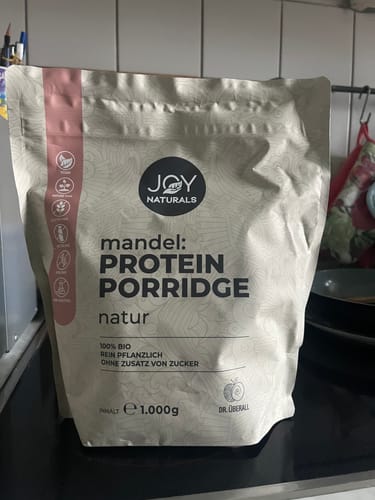 JOY
NATURALS
mandel:
PROTEIN
PORRIDGE
natur
100% BIO
REIN PFLANZLICH
OHNE ZUSATZ VON ZUCKER
INHALT ℮ 1.000g
DR. ÜBERALL